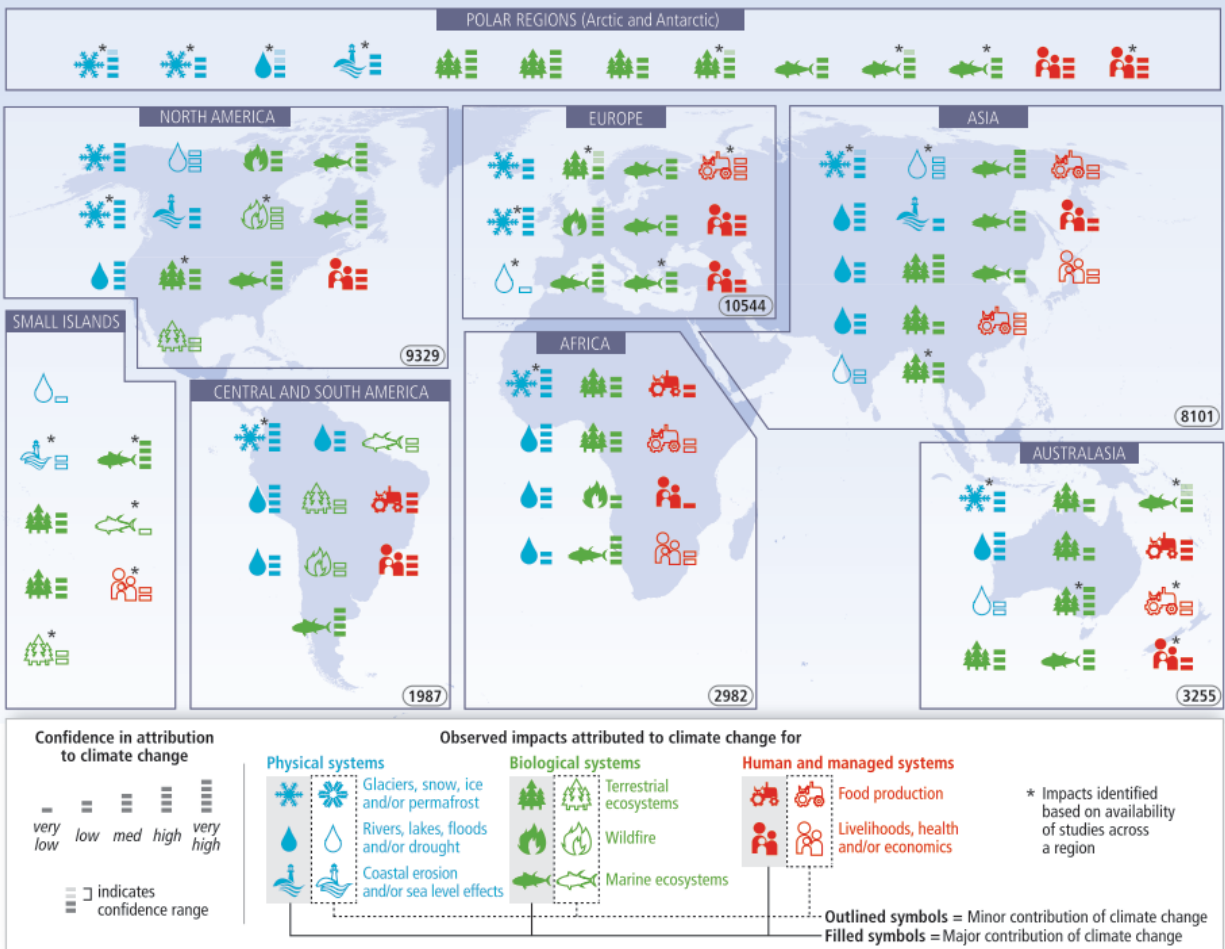 POLAR REGIONS (Arctic and Antarctic)
* * * * * * * *
NORTH AMERICA
* * *
9329
EUROPE
* * * * * *
10544
ASIA
* * *
8101
SMALL ISLANDS
* * * * *
CENTRAL AND SOUTH AMERICA
*
1987
AFRICA
*
2982
AUSTRALASIA
* * * * *
3255
Confidence in attribution
to climate change
very
low
low
med
high
very
high
indicates
confidence range
Observed impacts attributed to climate change for
Physical systems
Glaciers, snow, ice
and/or permafrost
Rivers, lakes, floods
and/or drought
Coastal erosion
and/or sea level effects
Biological systems
Terrestrial
ecosystems
Wildfire
Marine ecosystems
Human and managed systems
Food production
Livelihoods, health
and/or economics
* Impacts identified
based on availability
of studies across
a region
Outlined symbols = Minor contribution of climate change
Filled symbols = Major contribution of climate change